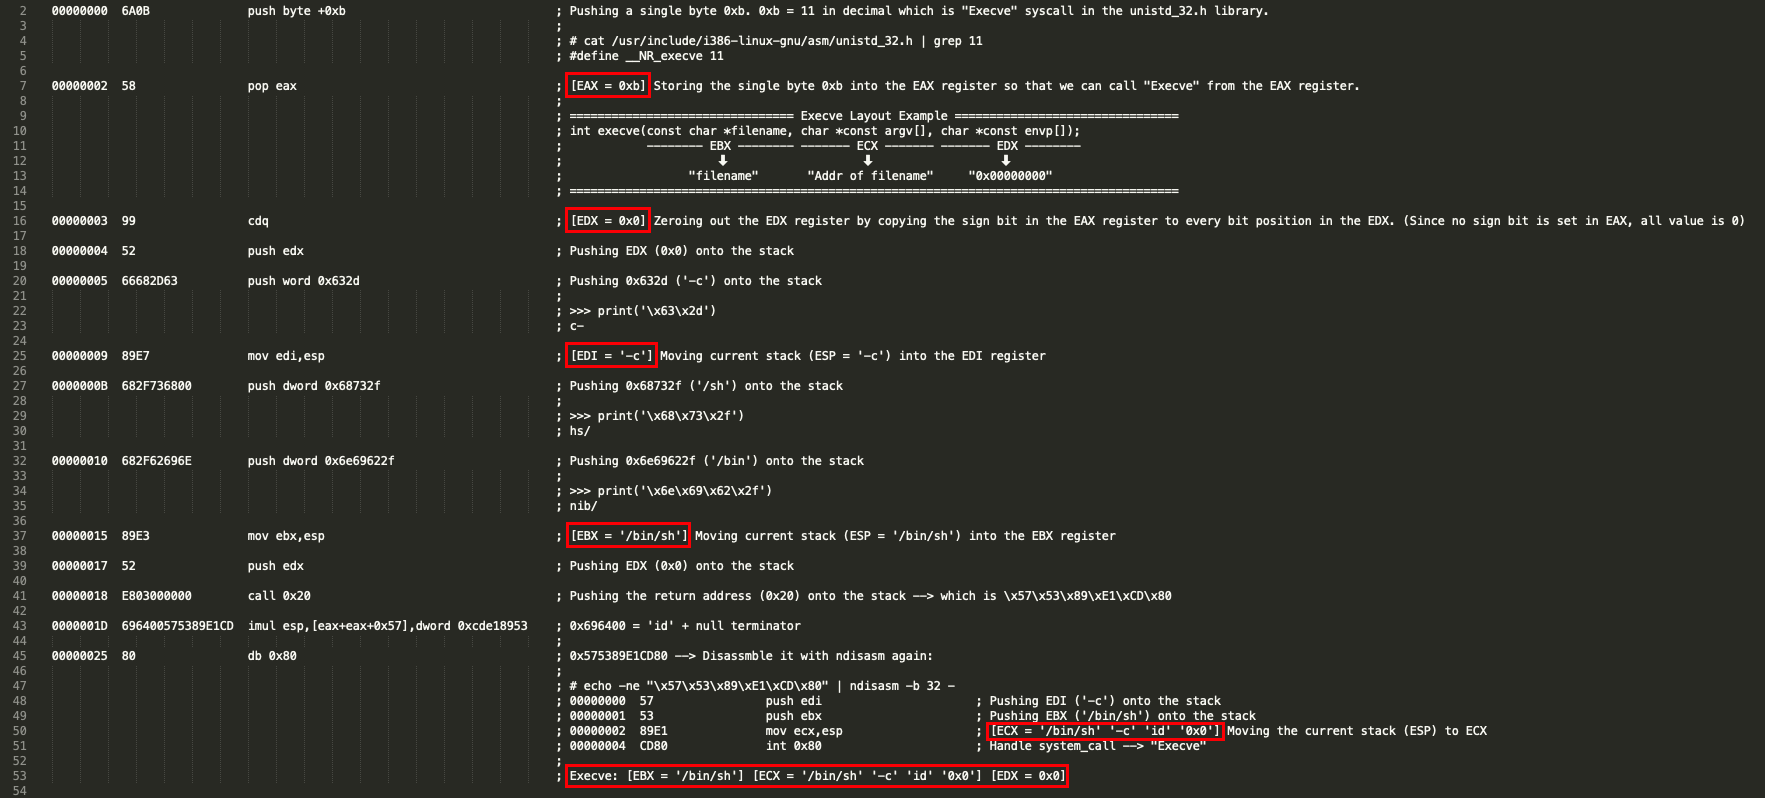 2 00000000 6A0B push byte +0xb ; Pushing a single byte 0xb. 0xb = 11 in decimal which is "Execve" syscall in the unistd_32.h library.
3 ;
4 ; # cat /usr/include/i386-linux-gnu/asm/unistd_32.h | grep 11
5 ; #define __NR_execve 11
6
7 00000002 58 pop eax ; [EAX = 0xb] Storing the single byte 0xb into the EAX register so that we can call "Execve" from the EAX register.
8 ;
9 ; ================================ Execve Layout Example ================================
10 ; int execve(const char *filename, char *const argv[], char *const envp[]);
11 ; -------- EBX -------- ------- ECX ------- ------- EDX --------
12 ; ⬇ ⬇ ⬇
13 ; "filename" "Addr of filename" "0x00000000"
14 ; =======================================================================================
15
16 00000003 99 cdq ; [EDX = 0x0] Zeroing out the EDX register by copying the sign bit in the EAX register to every bit position in the EDX. (Since no sign bit is set in EAX, all value is 0)
17
18 00000004 52 push edx ; Pushing EDX (0x0) onto the stack
19
20 00000005 66682D63 push word 0x632d ; Pushing 0x632d ('-c') onto the stack
21 ;
22 ; >>> print('\x63\x2d')
23 ; c-
24
25 00000009 89E7 mov edi,esp ; [EDI = '-c'] Moving current stack (ESP = '-c') into the EDI register
26
27 0000000B 682F736800 push dword 0x68732f ; Pushing 0x68732f ('/sh') onto the stack
28 ;
29 ; >>> print('\x68\x73\x2f')
30 ; hs/
31
32 00000010 682F62696E push dword 0x6e69622f ; Pushing 0x6e69622f ('/bin') onto the stack
33 ;
34 ; >>> print('\x6e\x69\x62\x2f')
35 ; nib/
36
37 00000015 89E3 mov ebx,esp ; [EBX = '/bin/sh'] Moving current stack (ESP = '/bin/sh') into the EBX register
38
39 00000017 52 push edx ; Pushing EDX (0x0) onto the stack
40
41 00000018 E803000000 call 0x20 ; Pushing the return address (0x20) onto the stack --> which is \x57\x53\x89\xE1\xCD\x80
42
43 0000001D 696400575389E1CD imul esp,[eax+eax+0x57],dword 0xcde18953 ; 0x696400 = 'id' + null terminator
44 ;
45 00000025 80 db 0x80 ; 0x575389E1CD80 --> Disassmble it with ndisasm again:
46 ;
47 ; # echo -ne "\x57\x53\x89\xE1\xCD\x80" | ndisasm -b 32 -
48 ; 00000000 57 push edi ; Pushing EDI ('-c') onto the stack
49 ; 00000001 53 push ebx ; Pushing EBX ('/bin/sh') onto the stack
50 ; 00000002 89E1 mov ecx,esp ; [ECX = '/bin/sh' '-c' 'id' '0x0'] Moving the current stack (ESP) to ECX
51 ; 00000004 CD80 int 0x80 ; Handle system_call --> "Execve"
52 ;
53 ; Execve: [EBX = '/bin/sh'] [ECX = '/bin/sh' '-c' 'id' '0x0'] [EDX = 0x0]
54